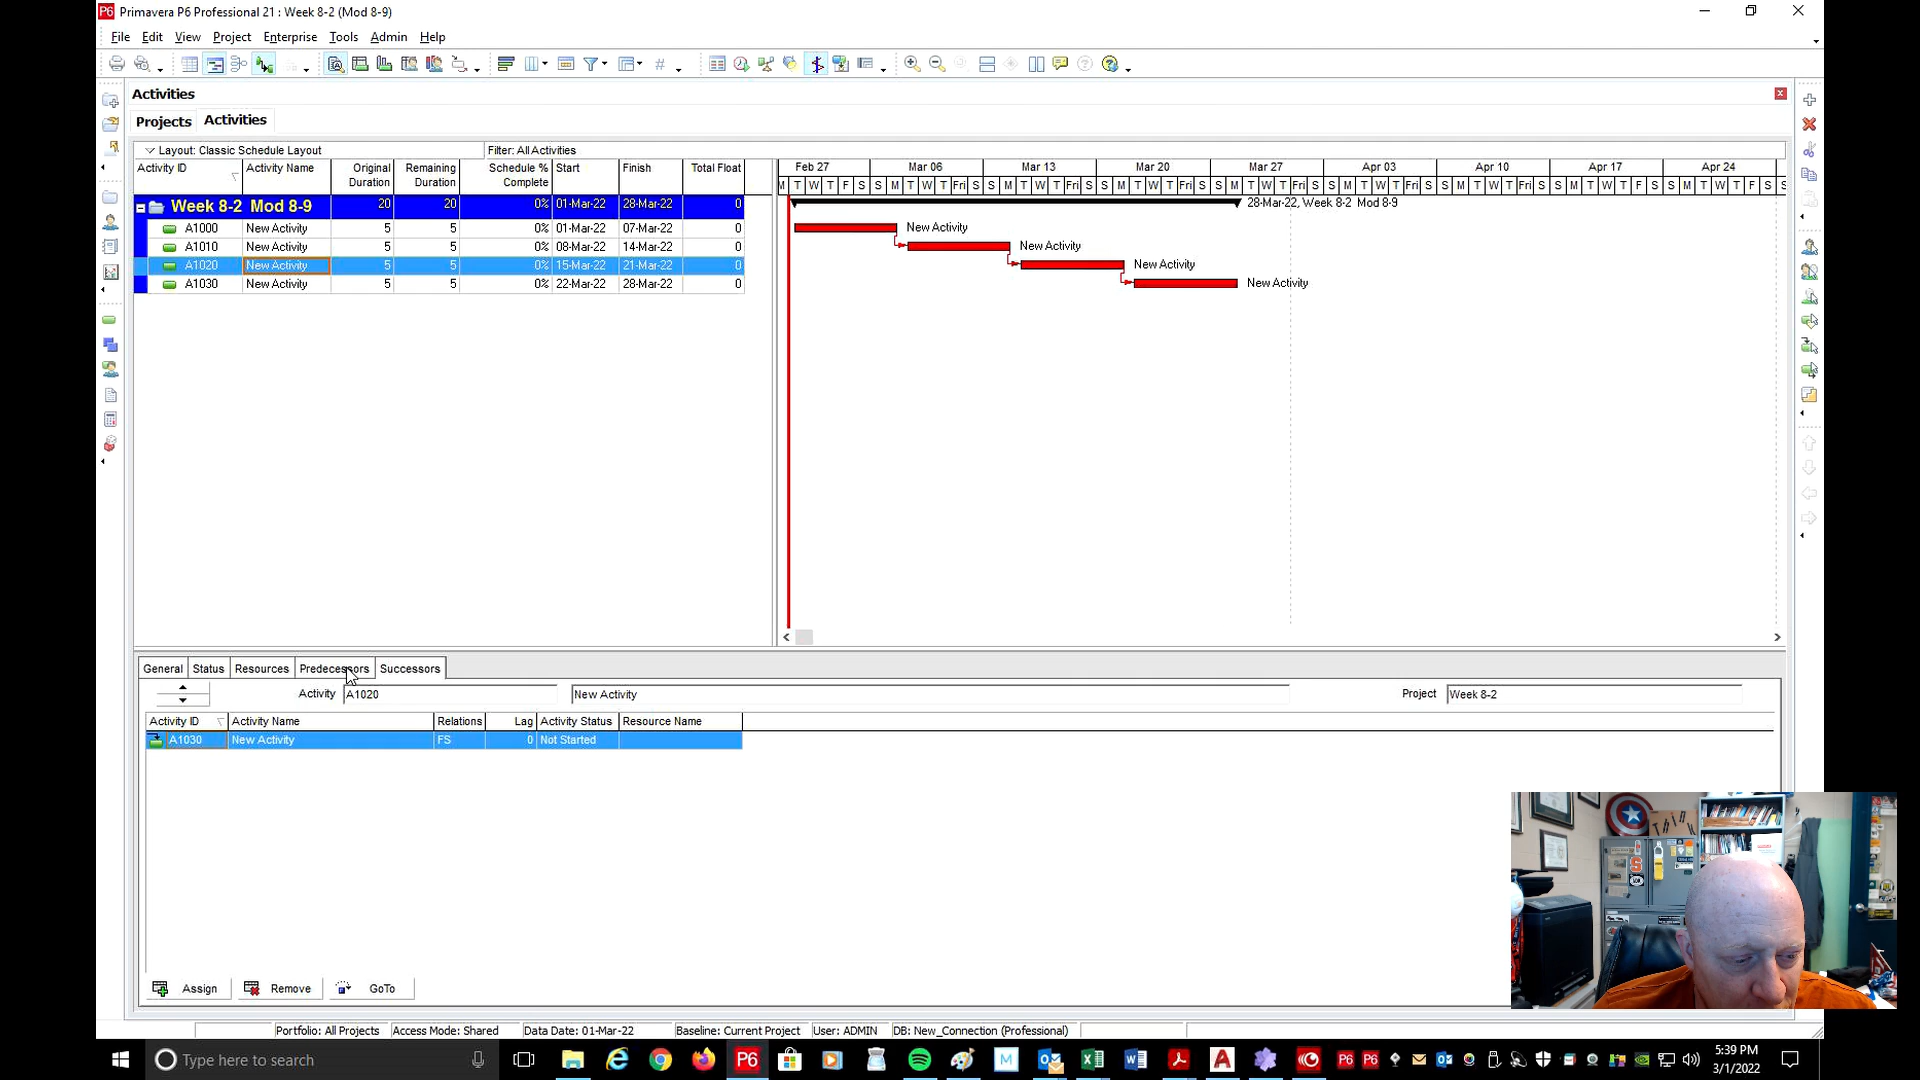 Primavera P6 Professional 21 : Week 8-2 (Mod 8-9)
File Edit View Project Enterprise Tools Admin Help
Activities
Projects Activities
Layout: Classic Schedule Layout Filter: All Activities
Activity ID Activity Name Original Duration Remaining Duration Schedule % Complete Start Finish Total Float
Feb 27 Mar 06 Mar 13 Mar 20 Mar 27 Apr 03 Apr 10 Apr 17 Apr 24
M T W T F S S M T W T Fri S S M T W T Fri S S M T W T Fri S S M T W T Fri S S M T W T Fri S S M T W T Fri S S M T W T Fri S S M T W T F S S
Week 8-2 Mod 8-9 20 20 0% 01-Mar-22 28-Mar-22 0 28-Mar-22, Week 8-2 Mod 8-9
A1000 New Activity 5 5 0% 01-Mar-22 07-Mar-22 0 New Activity
A1010 New Activity 5 5 0% 08-Mar-22 14-Mar-22 0 New Activity
A1020 New Activity 5 5 0% 15-Mar-22 21-Mar-22 0 New Activity
A1030 New Activity 5 5 0% 22-Mar-22 28-Mar-22 0 New Activity
General Status Resources Predecessors Successors
Activity A1020 New Activity Project Week 8-2
Activity ID Activity Name Relations Lag Activity Status Resource Name
A1030 New Activity FS 0 Not Started
THINK
Assign Remove GoTo
Portfolio: All Projects Access Mode: Shared Data Date: 01-Mar-22 Baseline: Current Project User: ADMIN DB: New_Connection (Professional)
Type here to search
5:39 PM
3/1/2022